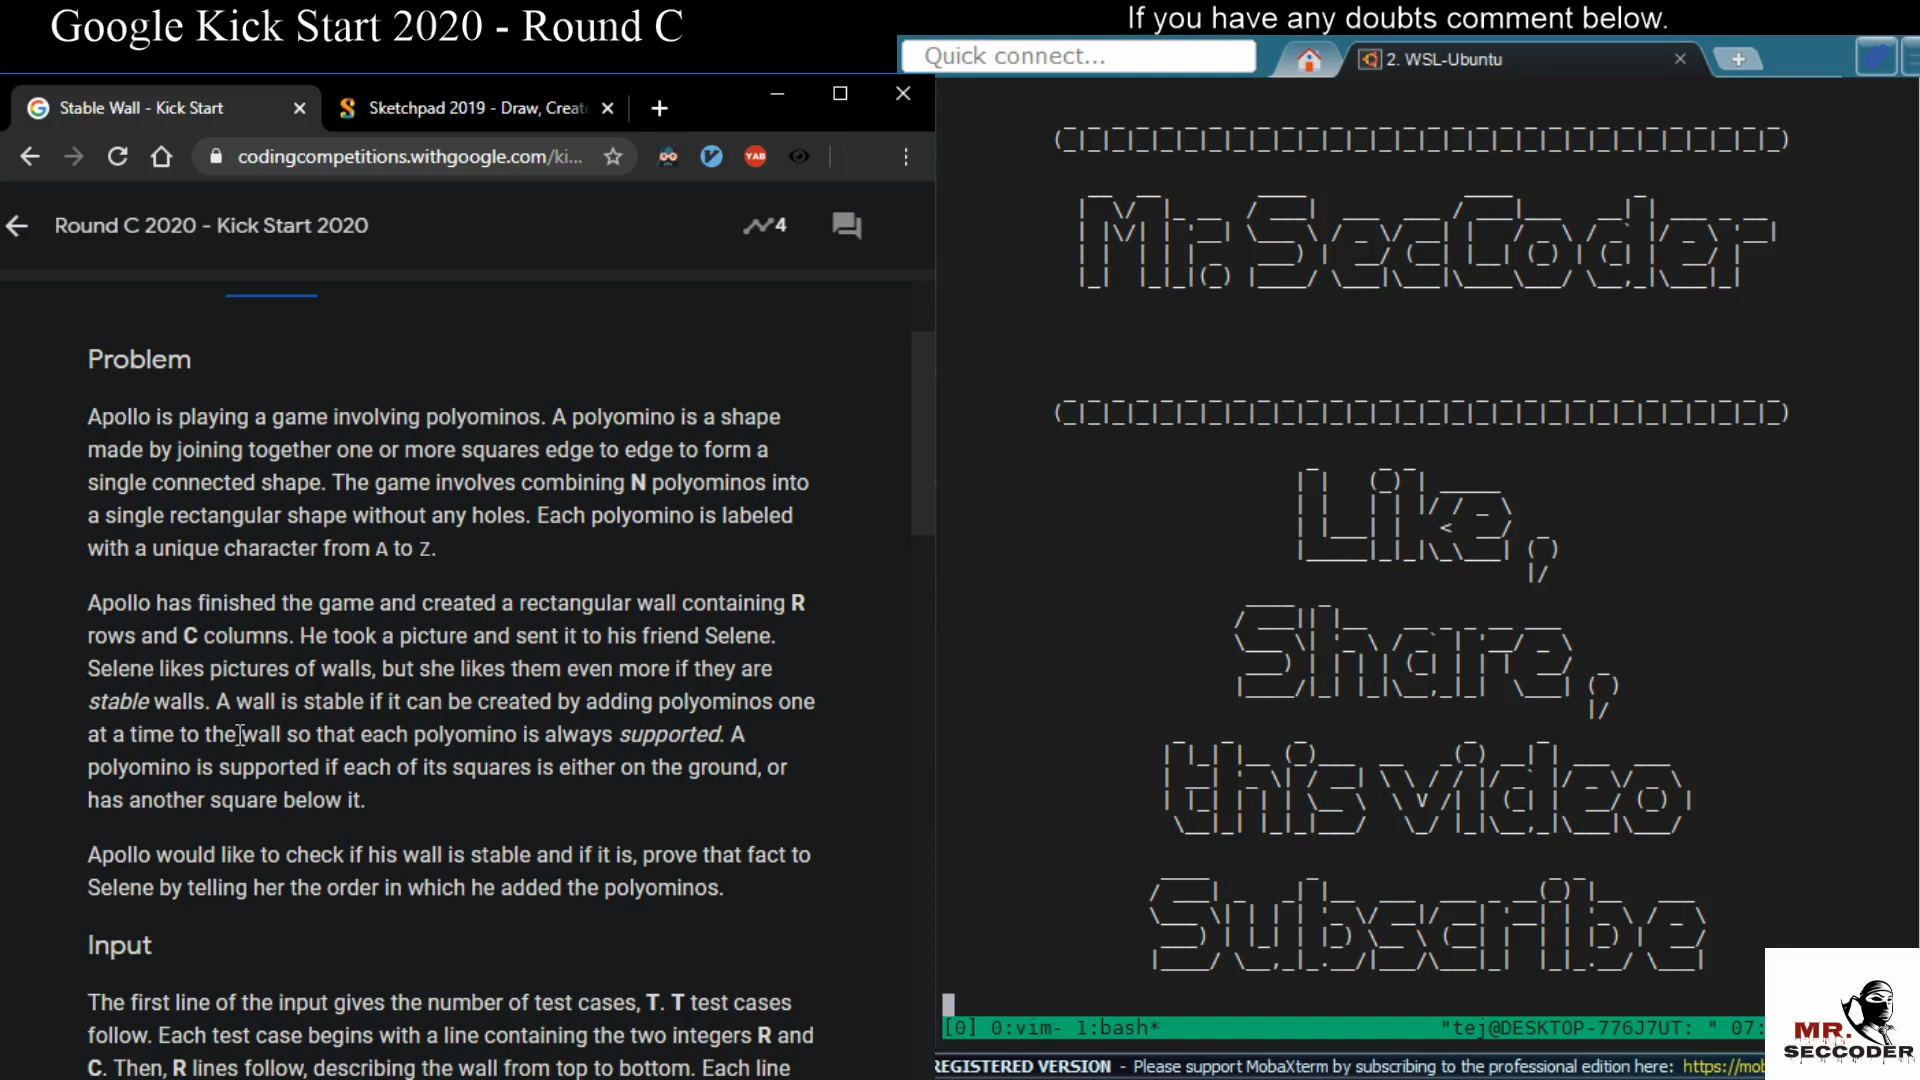 Google Kick Start 2020 - Round C
If you have any doubts comment below.
Quick connect...
2. WSL-Ubuntu
Stable Wall - Kick Start
Sketchpad 2019 - Draw, Creat
codingcompetitions.withgoogle.com/ki...
YAB
Round C 2020 - Kick Start 2020
4
Problem
Apollo is playing a game involving polyominos. A polyomino is a shape
made by joining together one or more squares edge to edge to form a
single connected shape. The game involves combining N polyominos into
a single rectangular shape without any holes. Each polyomino is labeled
with a unique character from A to Z.
Apollo has finished the game and created a rectangular wall containing R
rows and C columns. He took a picture and sent it to his friend Selene.
Selene likes pictures of walls, but she likes them even more if they are
stable walls. A wall is stable if it can be created by adding polyominos one
at a time to the wall so that each polyomino is always supported. A
polyomino is supported if each of its squares is either on the ground, or
has another square below it.
Apollo would like to check if his wall is stable and if it is, prove that fact to
Selene by telling her the order in which he added the polyominos.
Input
The first line of the input gives the number of test cases, T. T test cases
follow. Each test case begins with a line containing the two integers R and
C. Then, R lines follow, describing the wall from top to bottom. Each line
Mr.SecCoder
Like,
Share,
this video
Subscribe
[0] 0:vim- 1:bash*
"tej@DESKTOP-776J7UT: " 07:
REGISTERED VERSION - Please support MobaXterm by subscribing to the professional edition here: https://mob
MR.
SECCODER